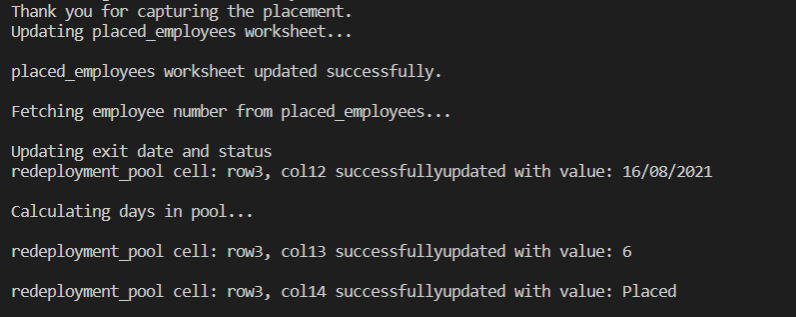 Thank you for capturing the placement.
Updating placed_employees worksheet...
placed_employees worksheet updated successfully.
Fetching employee number from placed_employees...
Updating exit date and status
redeployment_pool cell: row3, col12 successfullyupdated with value: 16/08/2021
Calculating days in pool...
redeployment_pool cell: row3, col13 successfullyupdated with value: 6
redeployment_pool cell: row3, col14 successfullyupdated with value: Placed